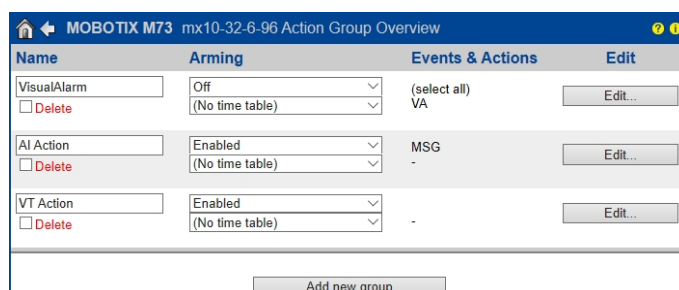 MOBOTIX M73 mx10-32-6-96 Action Group Overview ? i
Name Arming Events & Actions Edit
VisualAlarm Off (select all) Edit...
Delete (No time table) VA
AI Action Enabled MSG Edit...
Delete (No time table) -
VT Action Enabled Edit...
Delete (No time table) -
Add new group